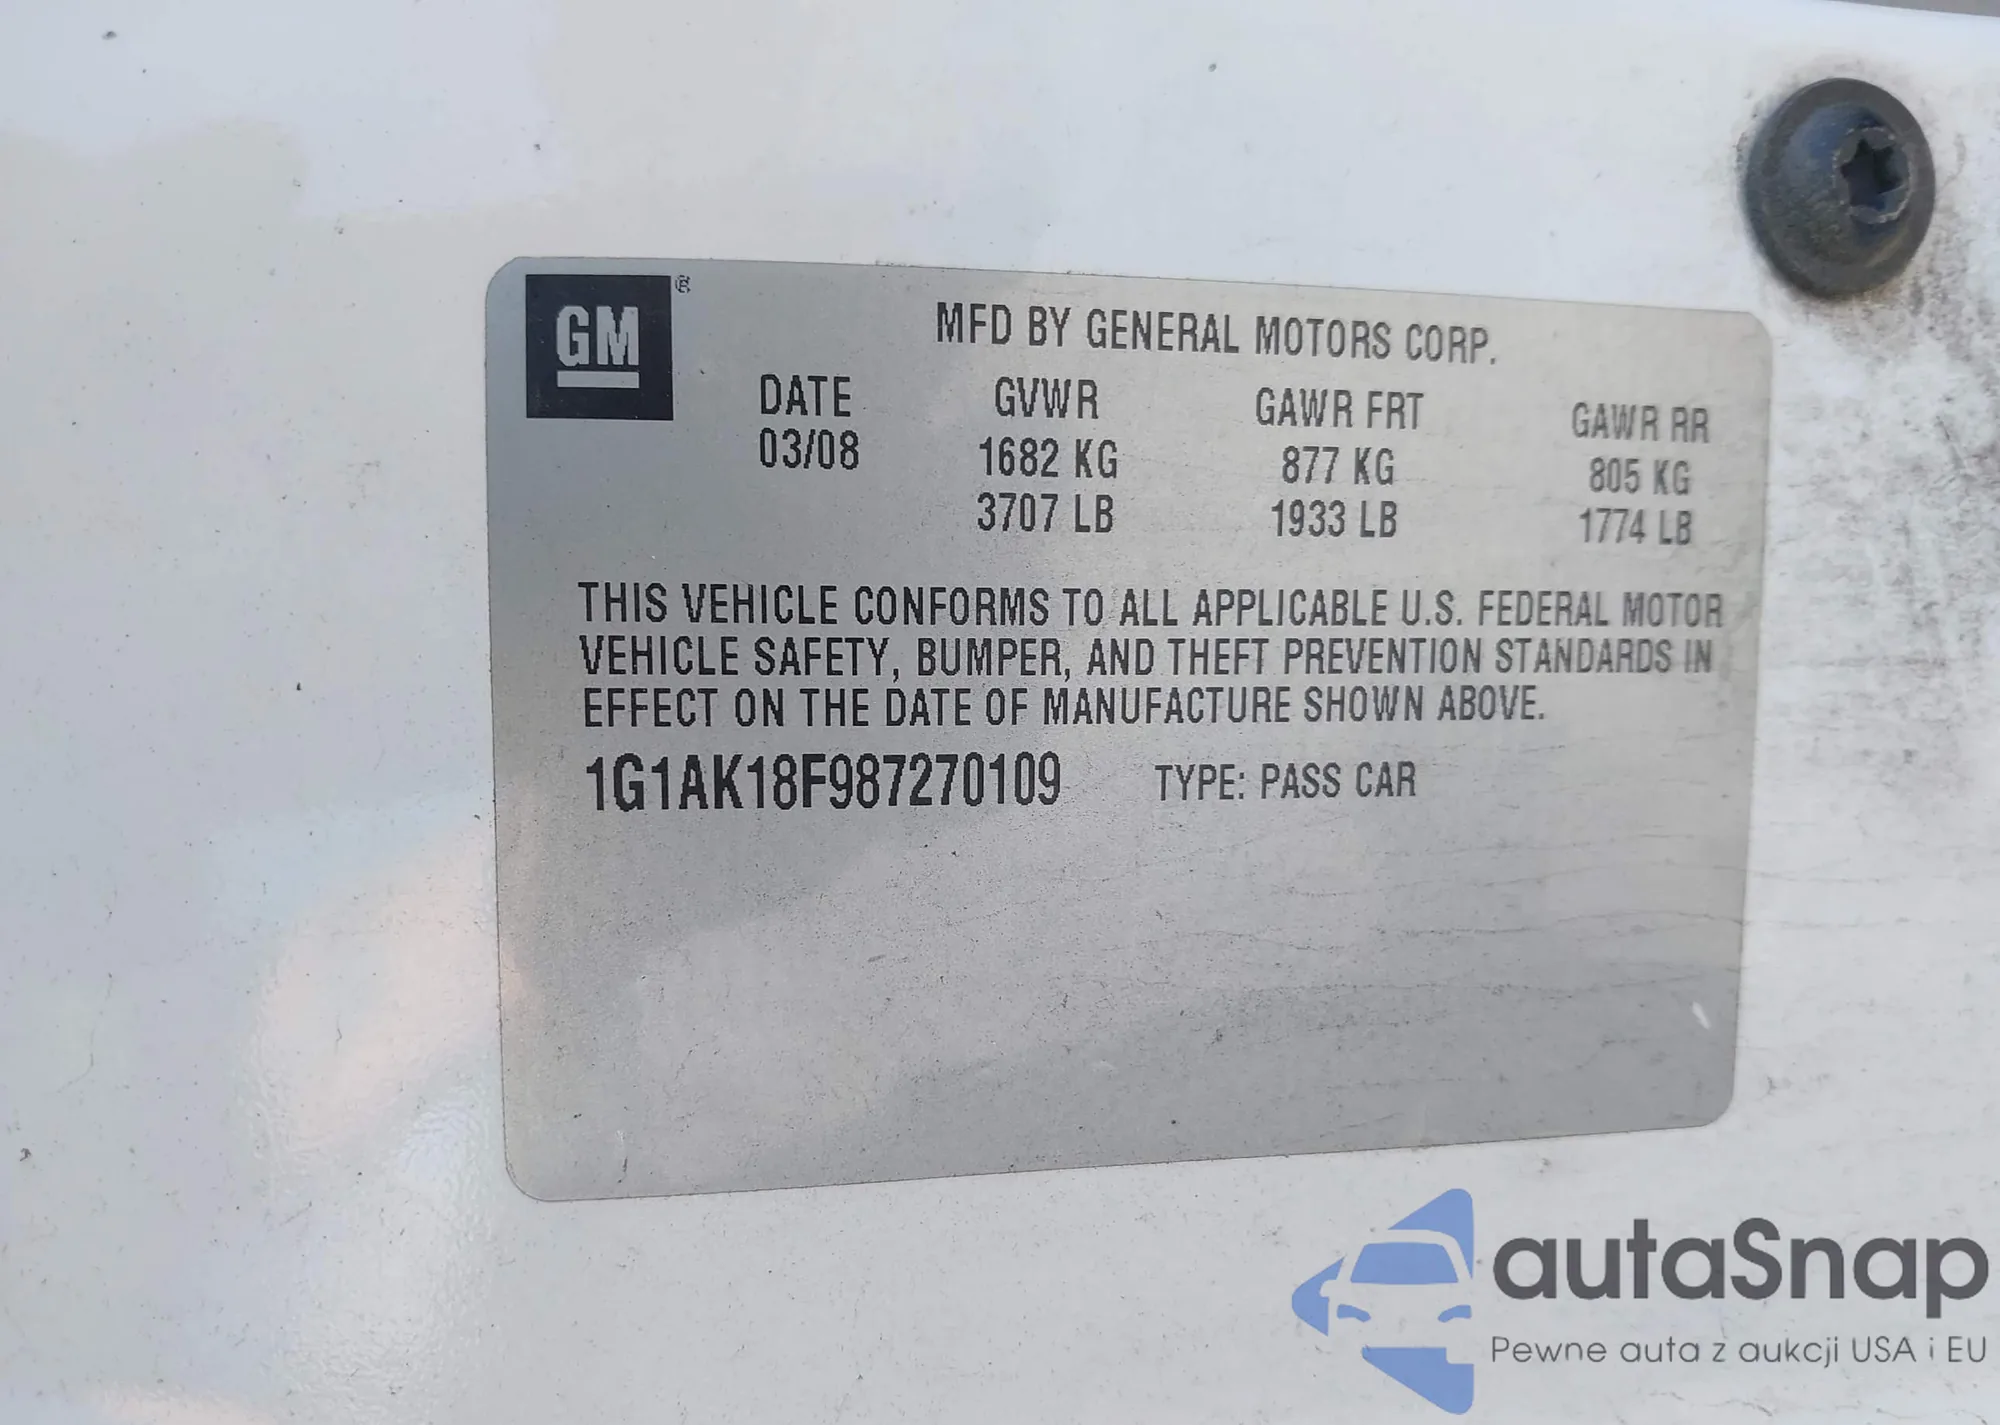 GM ®
MFD BY GENERAL MOTORS CORP.
DATE GVWR GAWR FRT GAWR RR
03/08 1682 KG 877 KG 805 KG
3707 LB 1933 LB 1774 LB
THIS VEHICLE CONFORMS TO ALL APPLICABLE U.S. FEDERAL MOTOR
VEHICLE SAFETY, BUMPER, AND THEFT PREVENTION STANDARDS IN
EFFECT ON THE DATE OF MANUFACTURE SHOWN ABOVE.
1G1AK18F987270109 TYPE: PASS CAR
autaSnap
Pewne auta z aukcji USA i EU